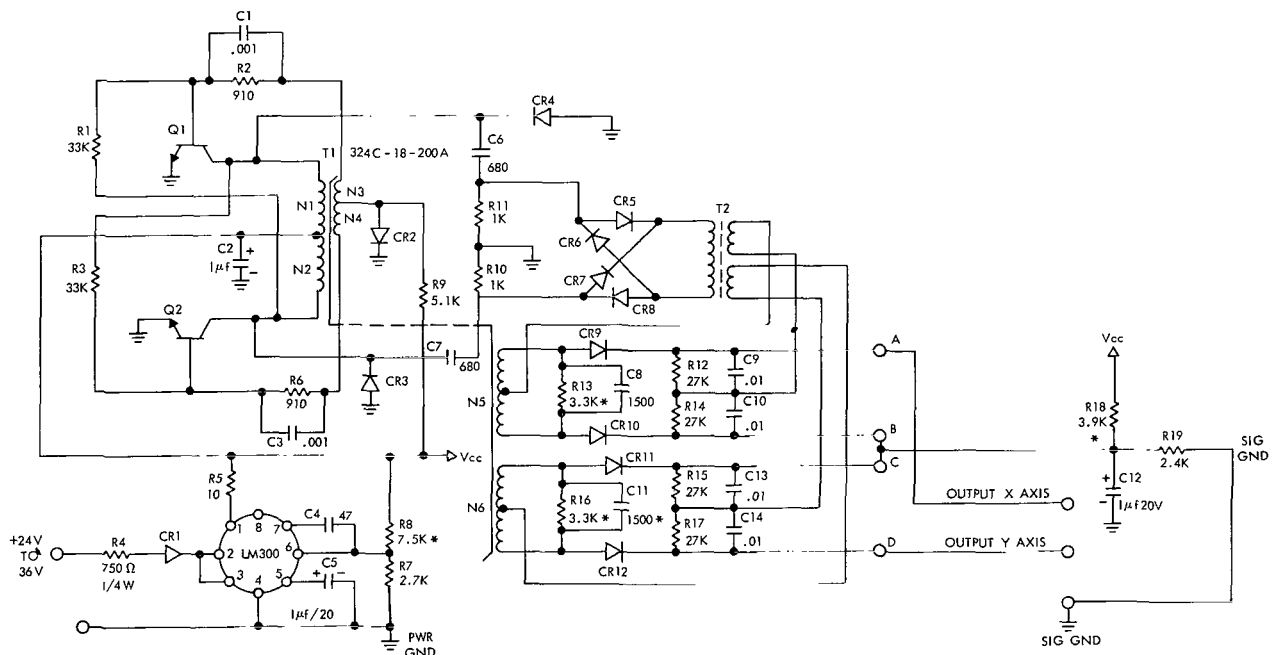 C1
.001
R2
910
CR4
R1
33K
Q1
C6
680
T1
324C-18-200A
N1
N3
N4
R11
1K
CR5
T2
CR6
C2
1μf
+
-
CR2
R10
1K
CR7
R3
33K
N2
R9
5.1K
CR8
Q2
CR9
A
Vcc
C7
680
R12
27K
C9
.01
CR3
R13
3.3K*
C8
1500
R6
910
N5
R14
27K
C10
.01
R18
3.9K
*
C3
.001
CR10
B
R19
2.4K
SIG
GND
Vcc
CR11
C
R5
10
R15
27K
C13
.01
+
-
C12
1μf 20V
C4
47
R8
7.5K*
N6
R16
3.3K*
C11
1500*
OUTPUT X AXIS
+24V
TO
36V
R4
750Ω
1/4W
CR1
1
8
7
2
LM300
6
3
4
5
C5
+
-
R7
2.7K
R17
27K
C14
.01
D
OUTPUT Y AXIS
CR12
1μf/20
PWR
GND
SIG GND